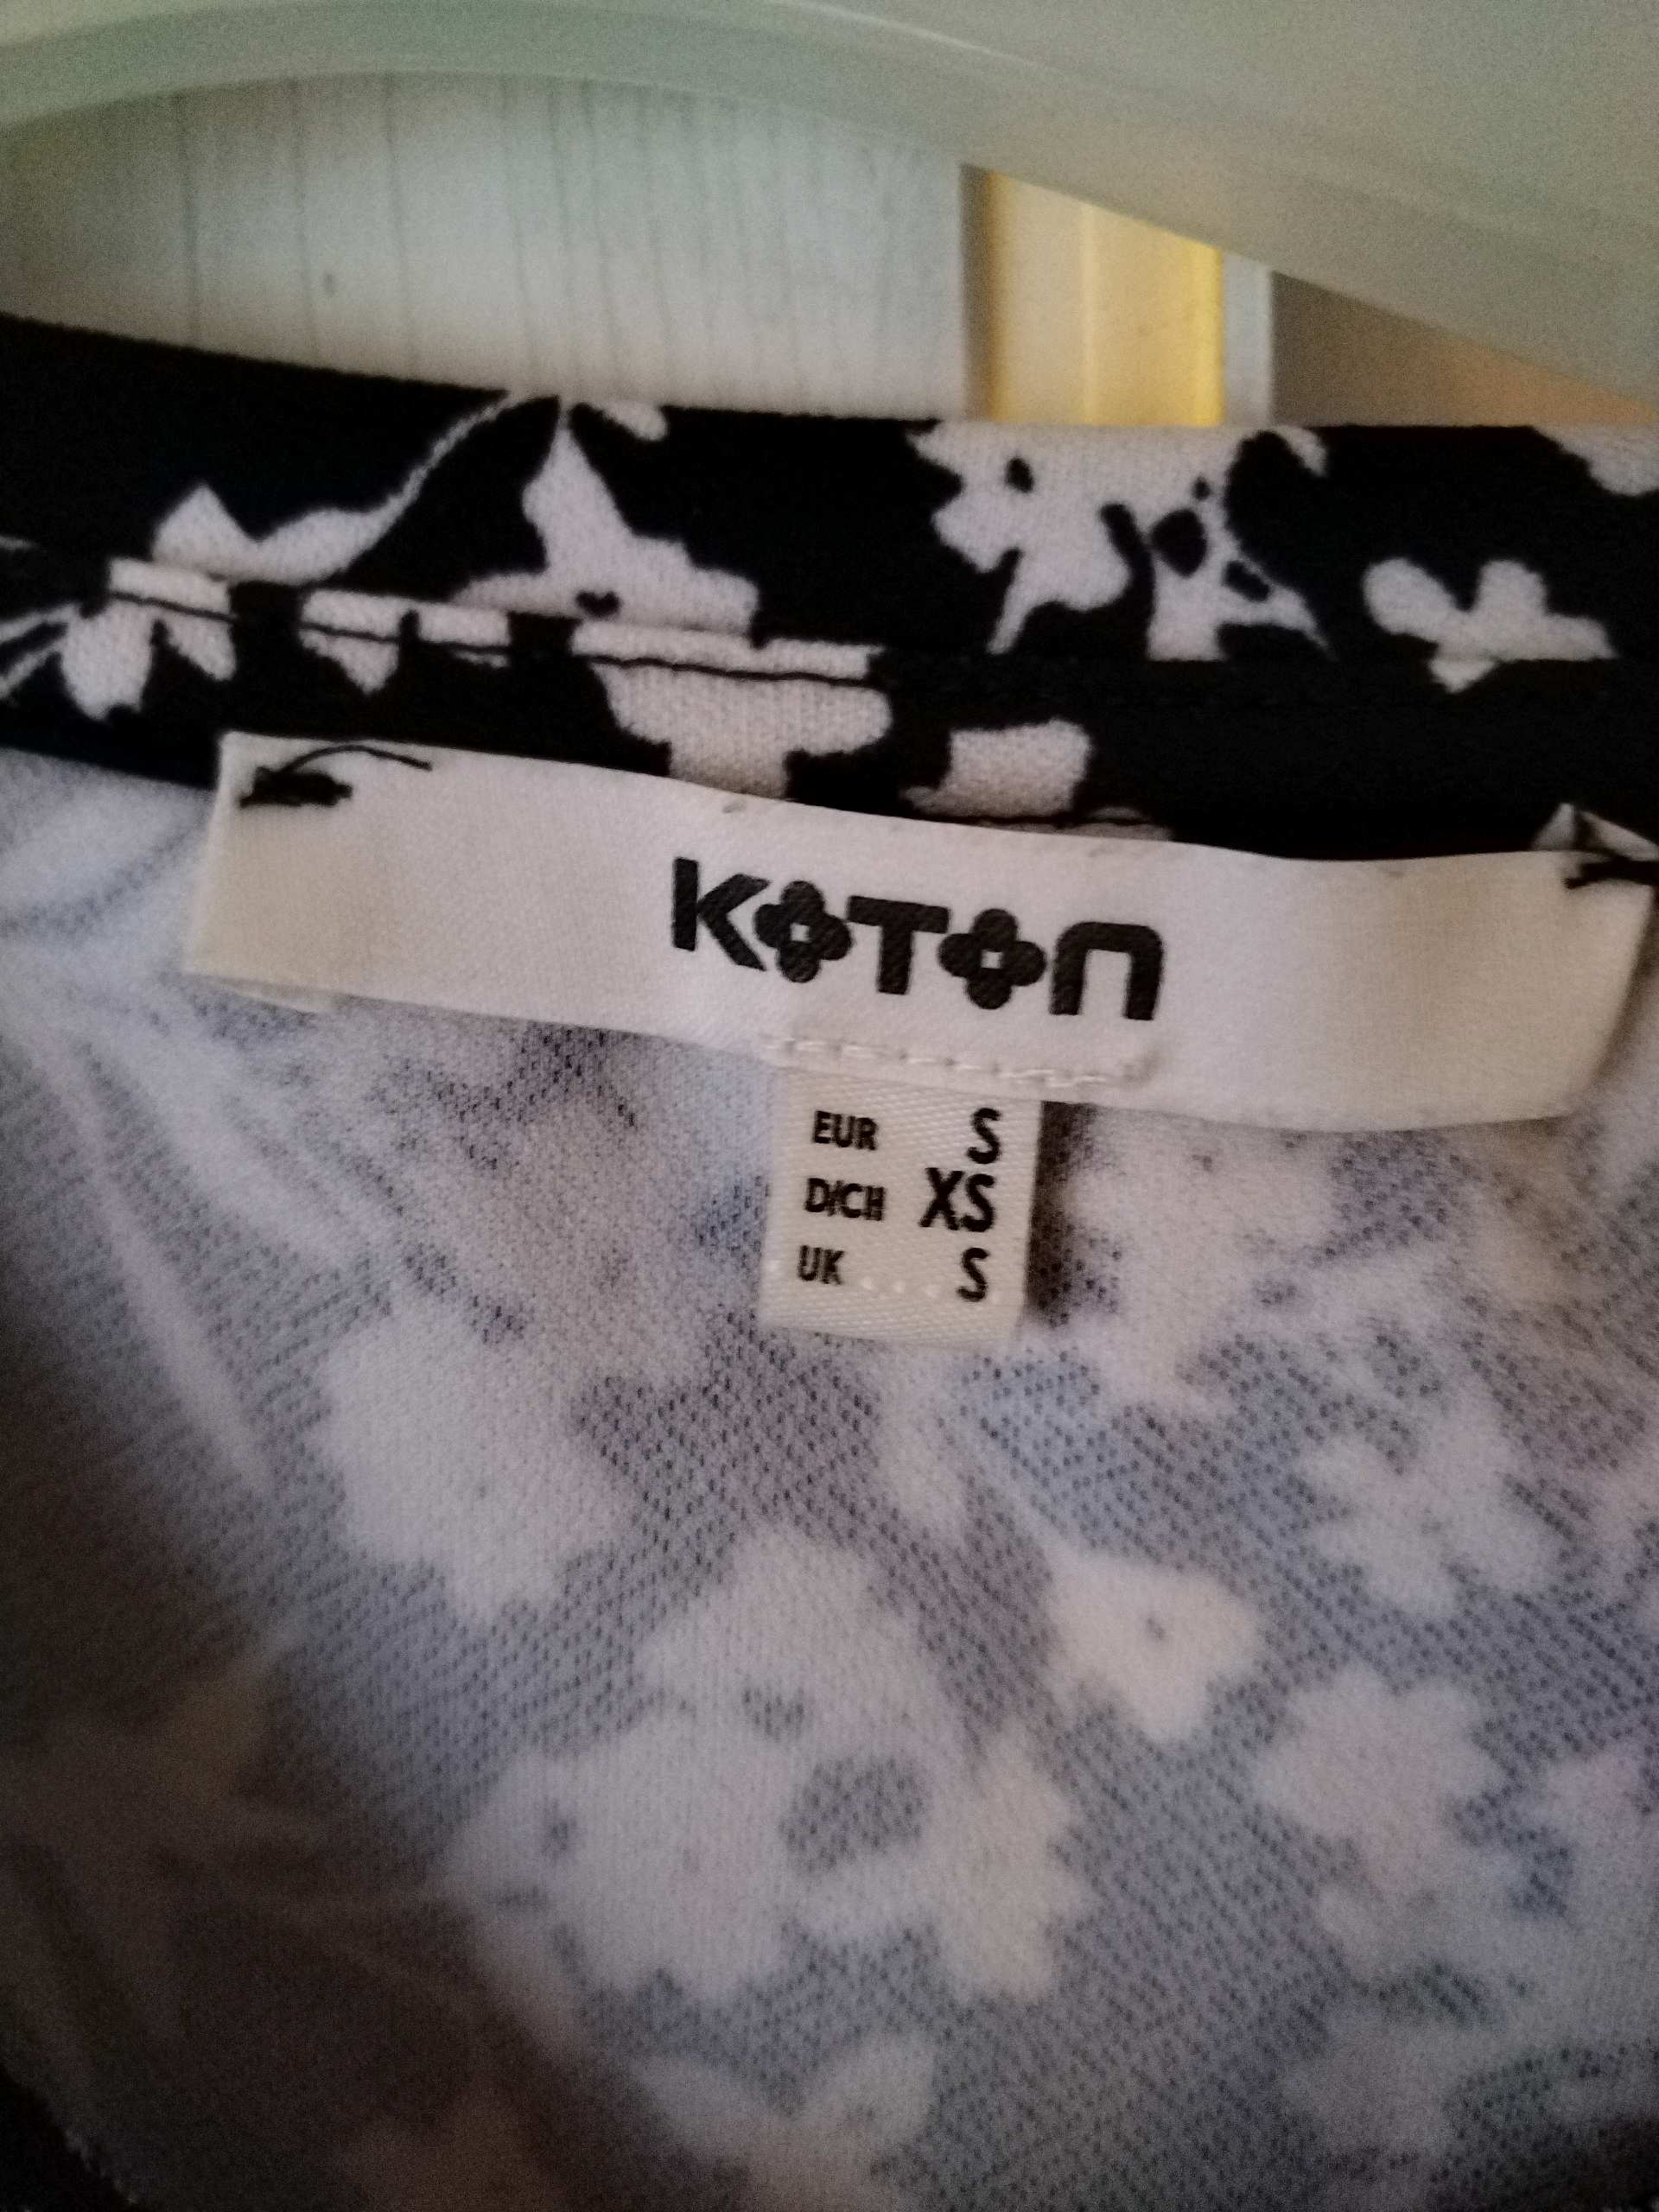 KOTON
EUR S
D/CH XS
UK S